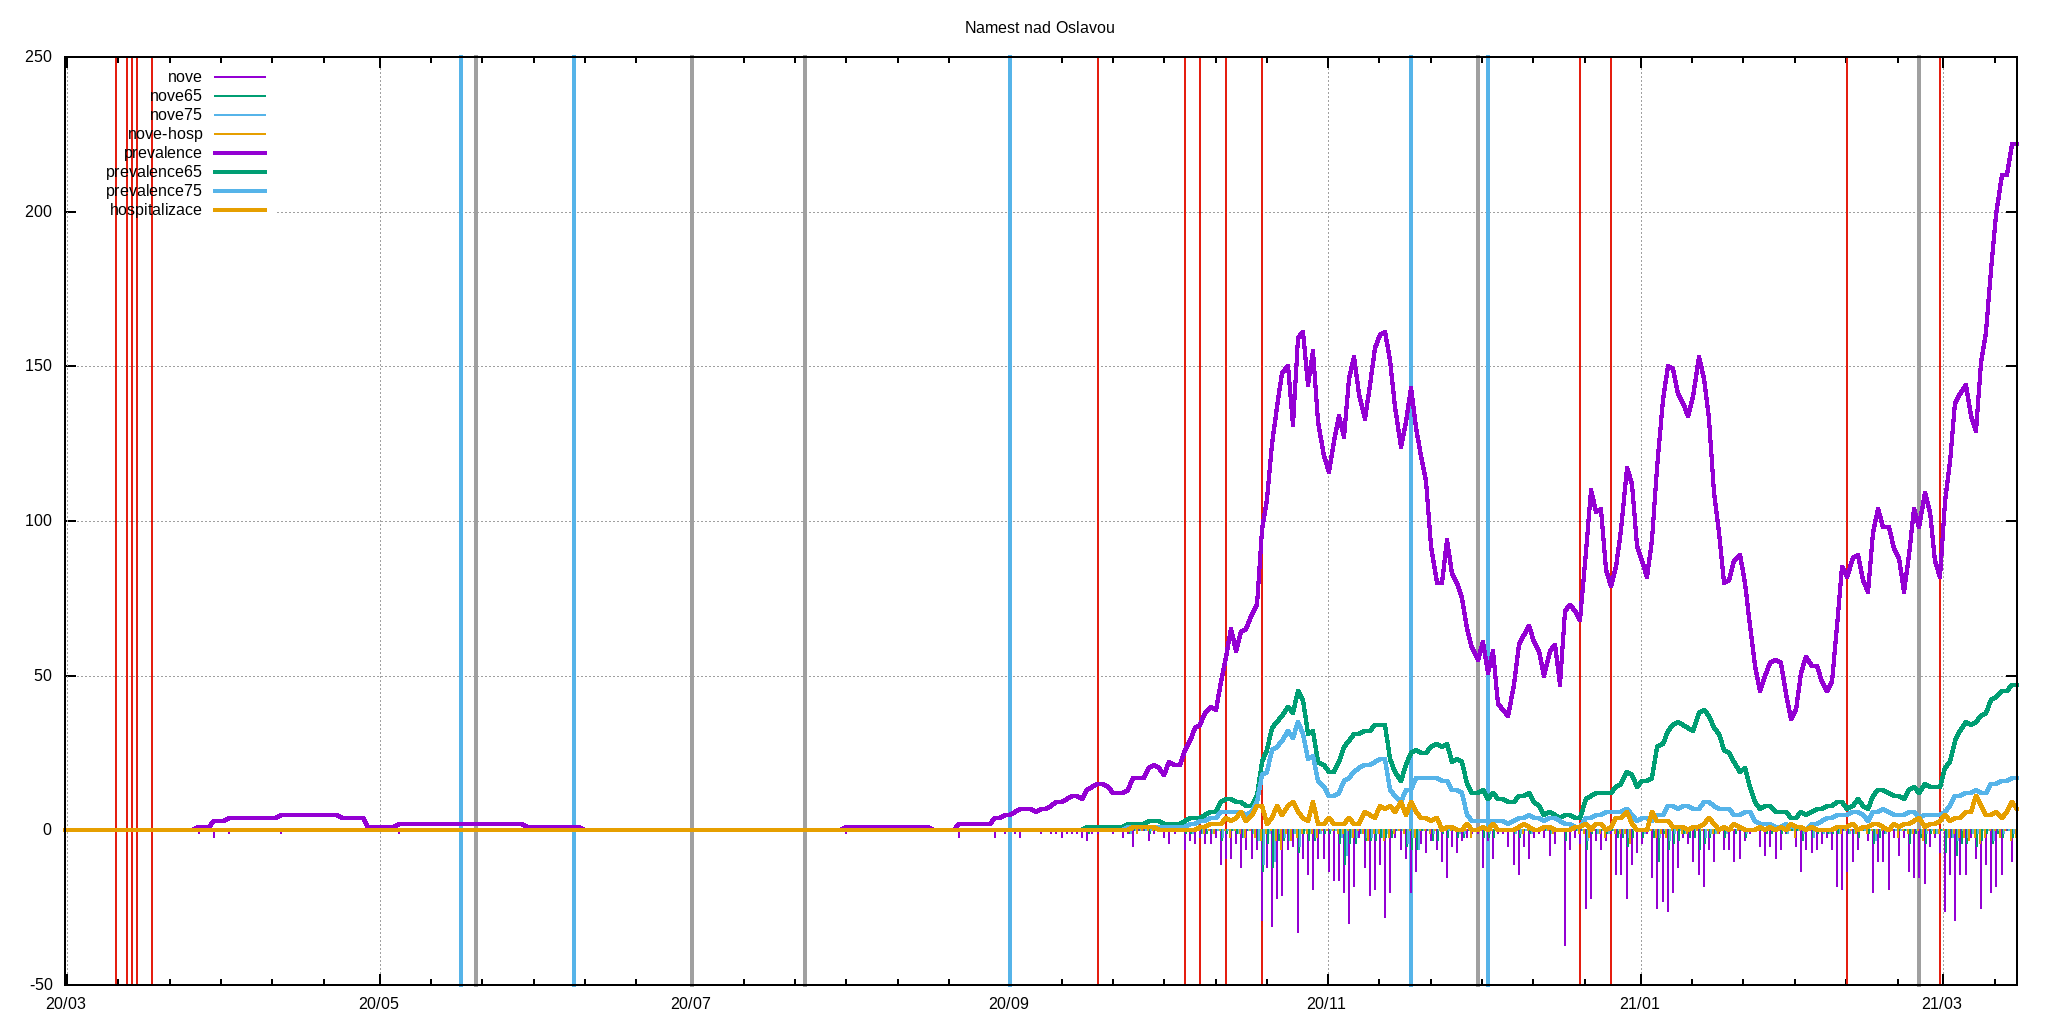 Namest nad Oslavou
250
200
150
100
50
0
-50
nove
nove65
nove75
nove-hosp
prevalence
prevalence65
prevalence75
hospitalizace
20/03 20/05 20/07 20/09 20/11 21/01 21/03